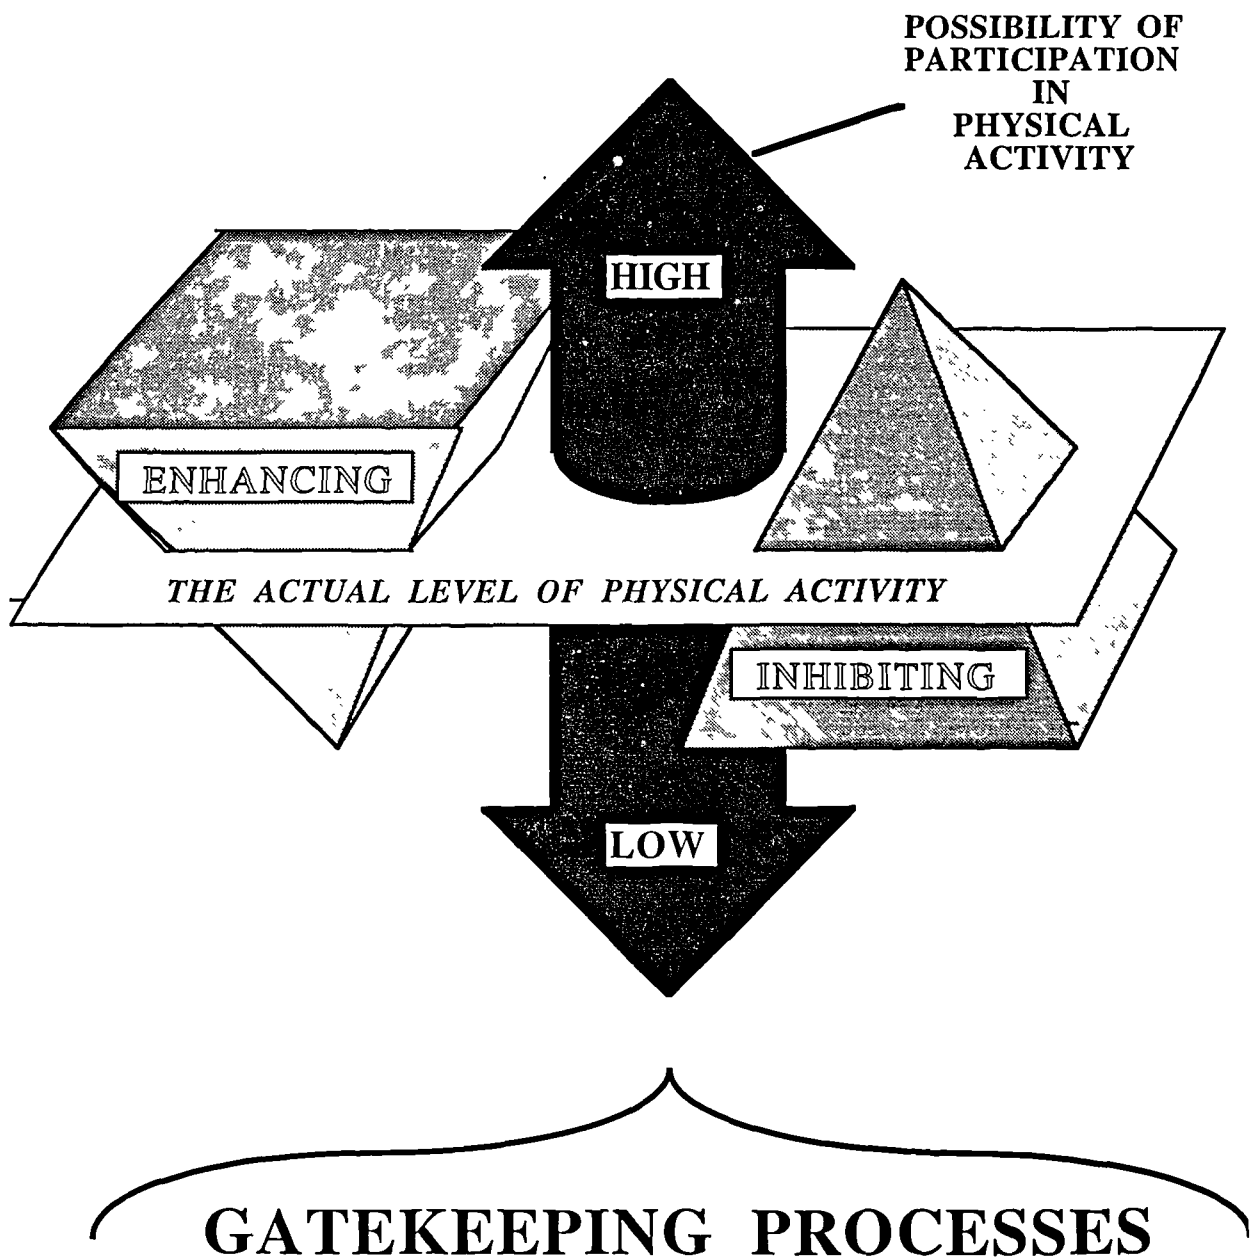 POSSIBILITY OF
PARTICIPATION
IN
PHYSICAL
ACTIVITY
HIGH
ENHANCING
THE ACTUAL LEVEL OF PHYSICAL ACTIVITY
INHIBITING
LOW
GATEKEEPING PROCESSES